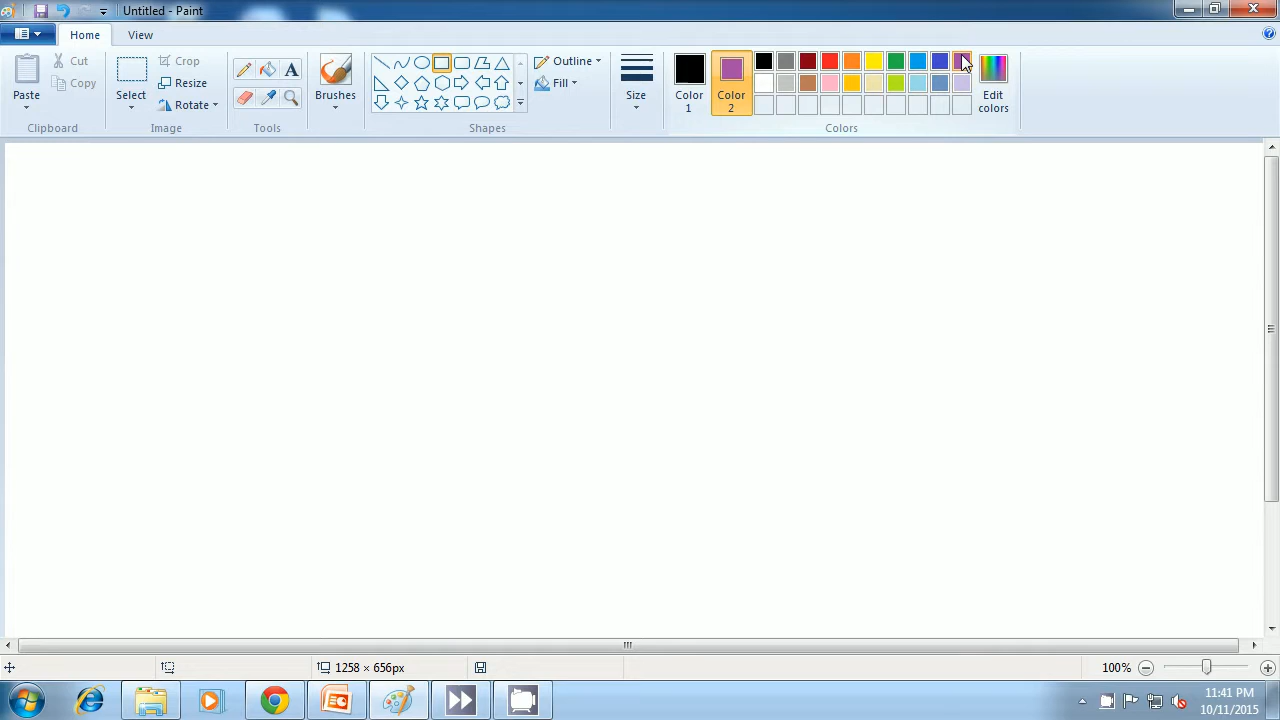 Untitled - Paint
Home View
Paste
Cut
Copy
Clipboard
Select
Crop
Resize
Rotate
Image
A
Tools
Brushes
Outline
Fill
Shapes
Size
Color 1
Color 2
Edit colors
Colors
1258 × 656px
100%
11:41 PM
10/11/2015